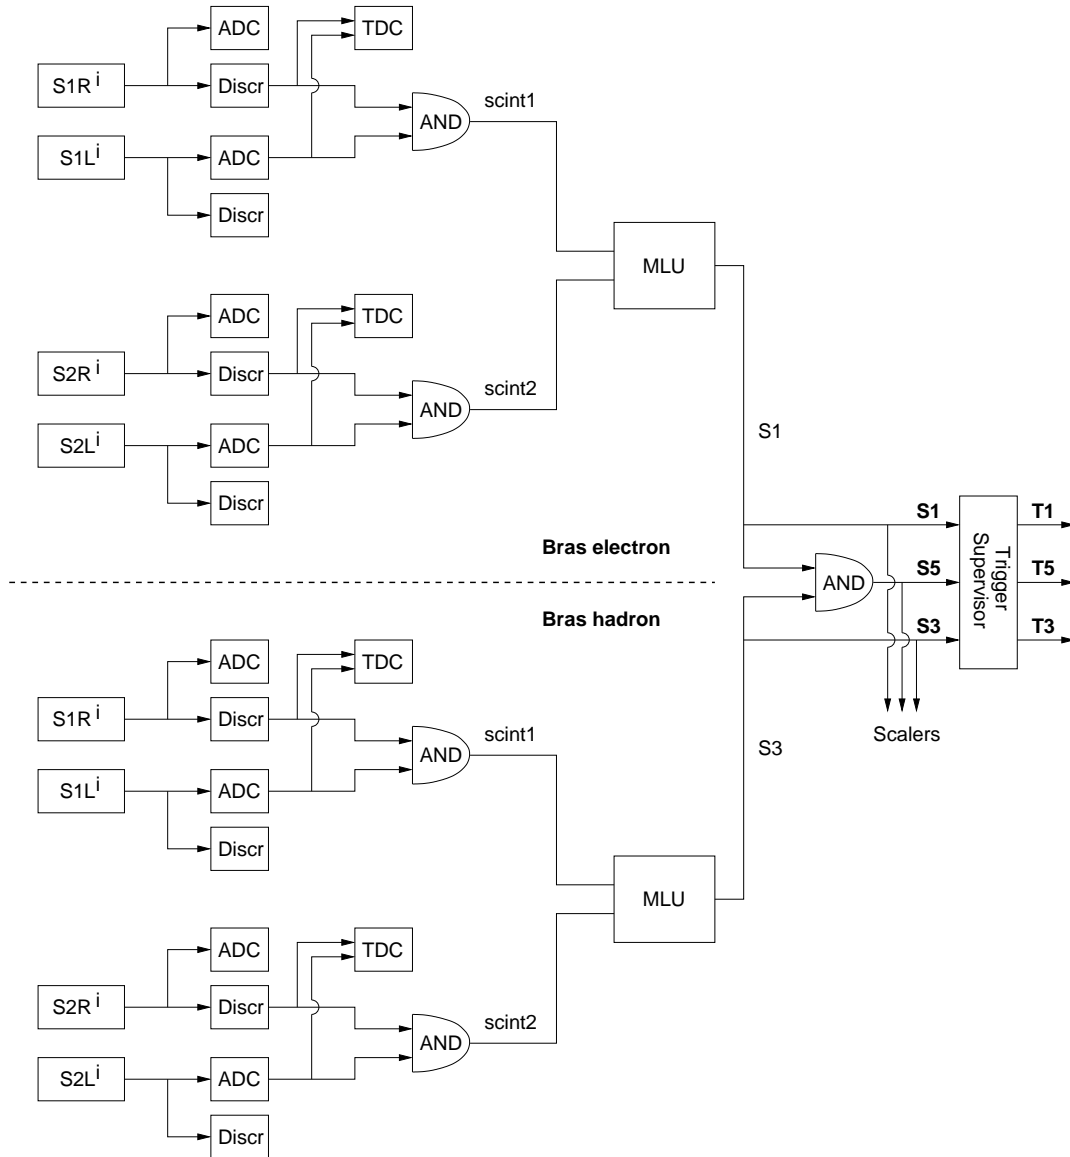 ADC
TDC
S1R i
Discr
scint1
AND
S1L i
ADC
Discr
MLU
ADC
TDC
S2R i
Discr
scint2
AND
S2L i
ADC
S1
Discr
S1
T1
Bras electron
Trigger
Supervisor
AND
S5
T5
Bras hadron
S3
T3
ADC
TDC
S1R i
Discr
scint1
Scalers
AND
S3
S1L i
ADC
Discr
MLU
ADC
TDC
S2R i
Discr
scint2
AND
S2L i
ADC
Discr